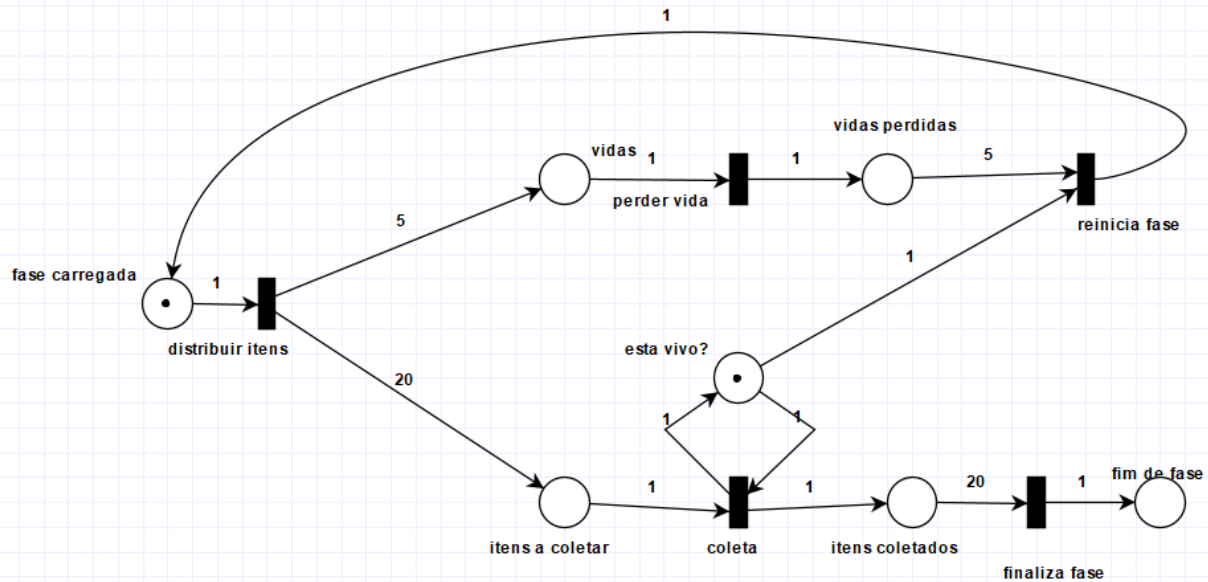 1
vidas perdidas
vidas
1
1
5
perder vida
reinicia fase
5
1
fase carregada
1
distribuir itens
esta vivo?
20
1
1
fim de fase
1
1
20
1
itens a coletar
coleta
itens coletados
finaliza fase